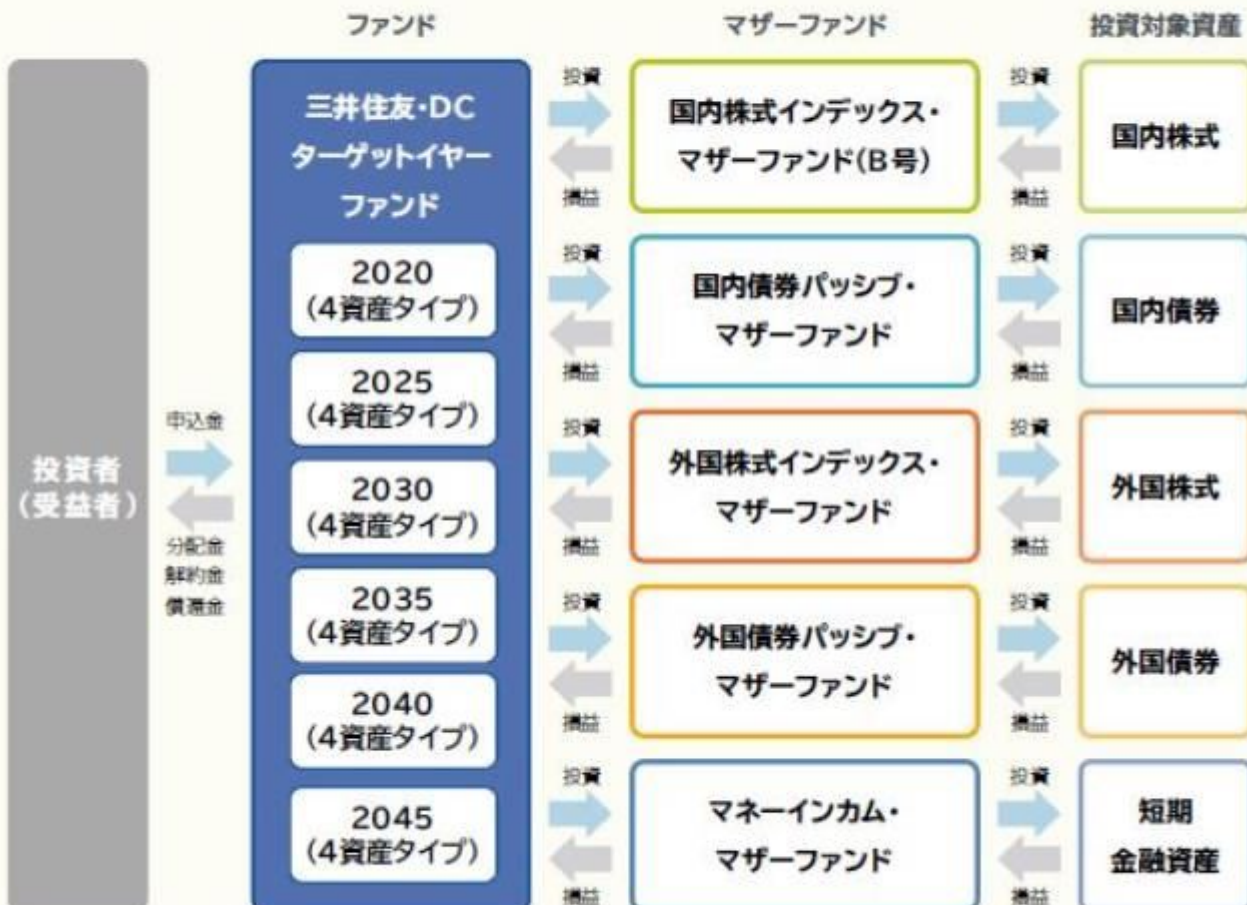 ファンド
マザーファンド
投資対象資産
投資者
(受益者)
申込金
分配金
解約金
償還金
三井住友・DC
ターゲットイヤー
ファンド
2020
(4資産タイプ)
2025
(4資産タイプ)
2030
(4資産タイプ)
2035
(4資産タイプ)
2040
(4資産タイプ)
2045
(4資産タイプ)
投資
損益
国内株式インデックス・
マザーファンド(B号)
投資
損益
国内株式
投資
損益
国内債券パッシブ・
マザーファンド
投資
損益
国内債券
投資
損益
外国株式インデックス・
マザーファンド
投資
損益
外国株式
投資
損益
外国債券パッシブ・
マザーファンド
投資
損益
外国債券
投資
損益
マネーインカム・
マザーファンド
投資
損益
短期
金融資産